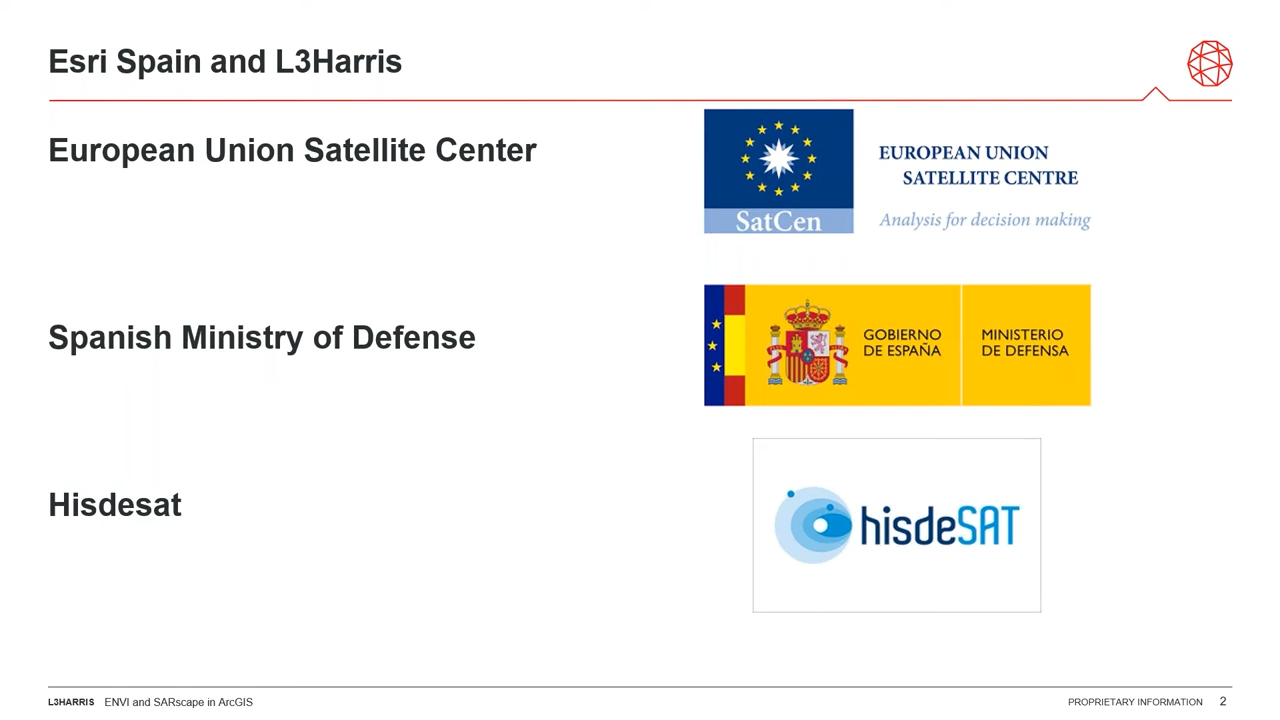 Esri Spain and L3Harris
European Union Satellite Center
EUROPEAN UNION
SATELLITE CENTRE
SatCen
Analysis for decision making
Spanish Ministry of Defense
GOBIERNO
DE ESPAÑA
MINISTERIO
DE DEFENSA
Hisdesat
hisdeSAT
L3HARRIS ENVI and SARscape in ArcGIS
PROPRIETARY INFORMATION 2